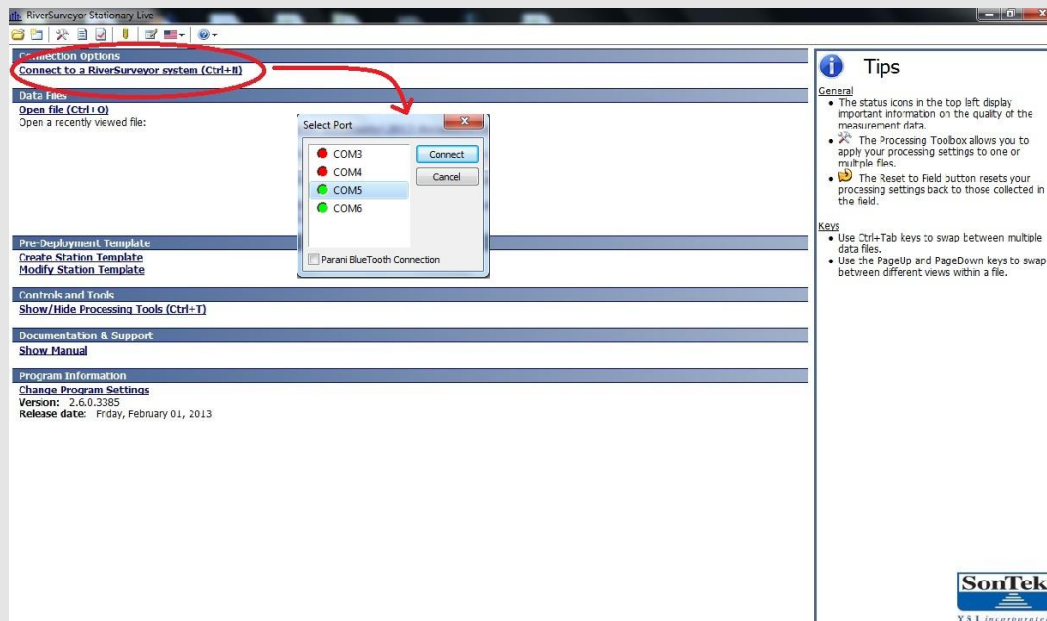 RiverSurveyor Stationary Live
Connection Options
Connect to a RiverSurveyor system (Ctrl+N)
Data Files
Open file (Ctrl+O)
Open a recently viewed file:
Select Port
COM3
COM4
COM5
COM6
Connect
Cancel
Parani BlueTooth Connection
Pre-Deployment Template
Create Station Template
Modify Station Template
Controls and Tools
Show/Hide Processing Tools (Ctrl+T)
Documentation & Support
Show Manual
Program Information
Change Program Settings
Version: 2.6.0.3385
Release date: Friday, February 01, 2013
Tips
General
• The status icons in the top left display
important information on the quality of the
measurement data.
• The Processing Toolbox allows you to
apply your processing settings to one or
multiple files.
• The Reset to Field button resets your
processing settings back to those collected in
the field.
Keys
• Use Ctrl+Tab keys to swap between multiple
data files.
• Use the PageUp and PageDown keys to swap
between different views within a file.
SonTek
YSI incorporated